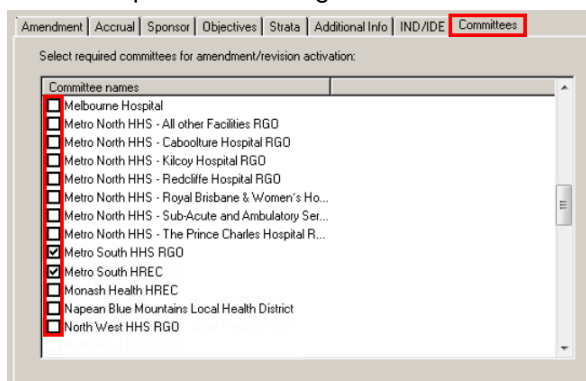 Amendment Accrual Sponsor Objectives Strata Additional Info IND/IDE Committees
Select required committees for amendment/revision activation:
Committee names
Melbourne Hospital
Metro North HHS - All other Facilities RGO
Metro North HHS - Caboolture Hospital RGO
Metro North HHS - Kilcoy Hospital RGO
Metro North HHS - Redcliffe Hospital RGO
Metro North HHS - Royal Brisbane & Women's Ho...
Metro North HHS - Sub-Acute and Ambulatory Ser...
Metro North HHS - The Prince Charles Hospital R...
Metro South HHS RGO
Metro South HREC
Monash Health HREC
Napean Blue Mountains Local Health District
North West HHS RGO